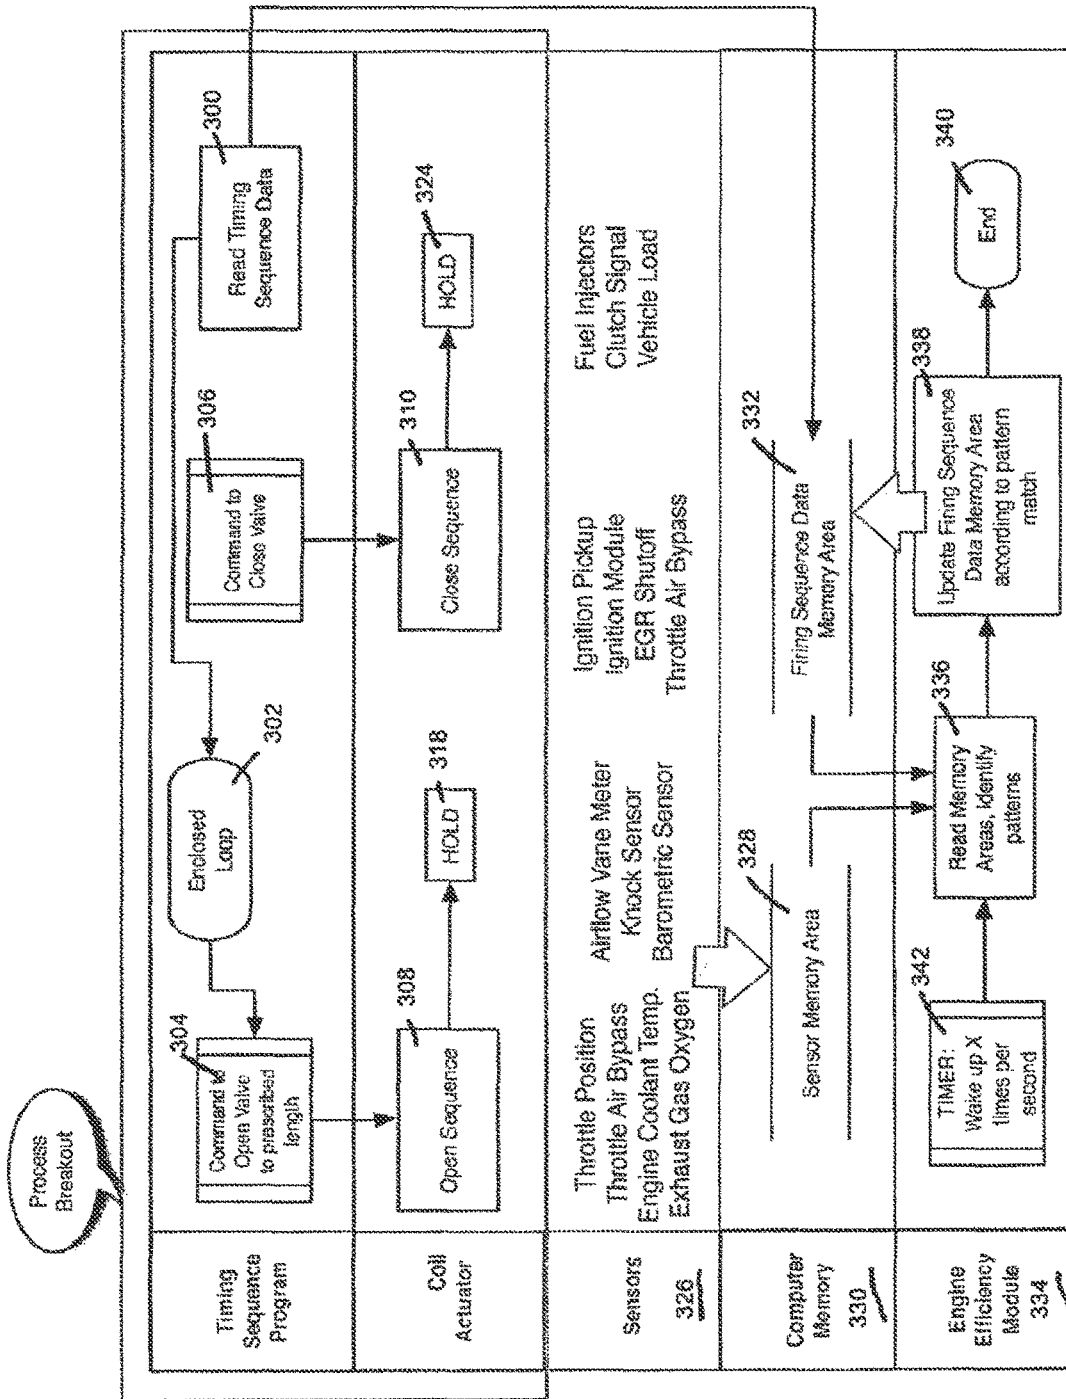 Process
Breakout
Timing
Sequence
Program
304
Command to
Open Valve
to prescribed
length
Enclosed
Loop
302
306
Command to
Close Valve
300
Read Timing
Sequence Data
Coil
Actuator
308
Open Sequence
318
HOLD
310
Close Sequence
324
HOLD
Sensors
326
Throttle Position
Throttle Air Bypass
Engine Coolant Temp.
Exhaust Gas Oxygen
Airflow Vane Meter
Knock Sensor
Barometric Sensor
Ignition Pickup
Ignition Module
EGR Shutoff
Throttle Air Bypass
Fuel Injectors
Clutch Signal
Vehicle Load
Computer
Memory
330
328
Sensor Memory Area
332
Firing Sequence Data
Memory Area
Engine
Efficiency
Module
334
342
TIMER:
Wake up X
times per
second
336
Read Memory
Areas, identify
patterns
338
Update Firing Sequence
Data Memory Area
according to pattern
match
340
End